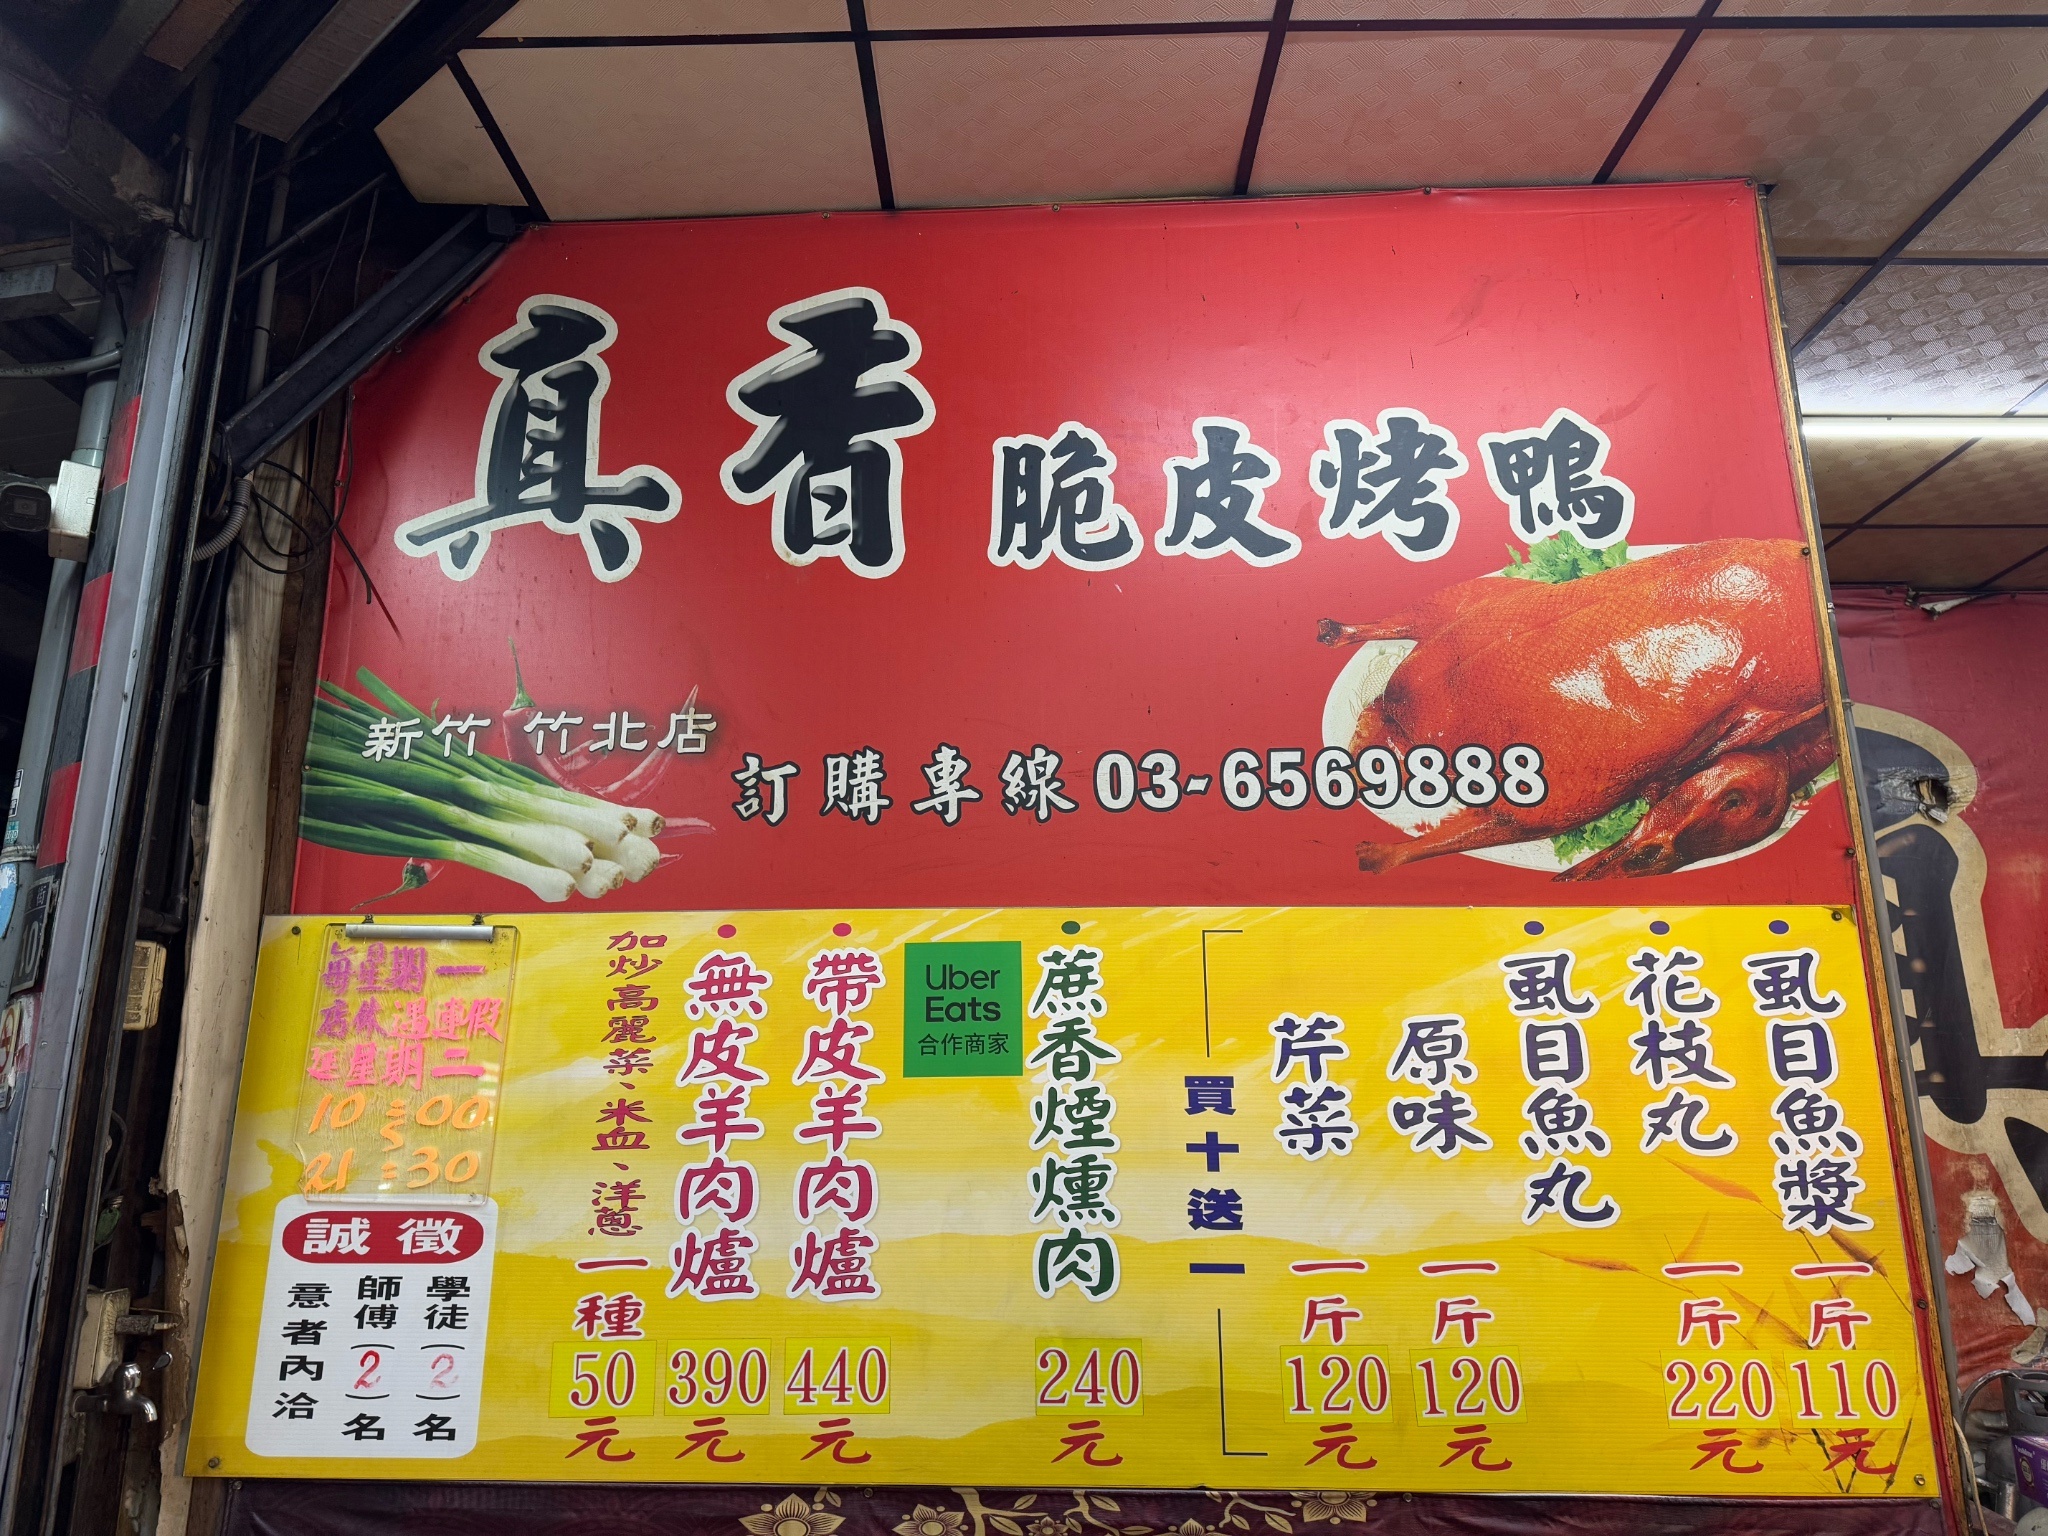 真香 脆皮烤鴨
新竹 竹北店
訂購專線03-6569888
虱目魚漿 一斤 110元
花枝丸 一斤 220元
虱目魚丸
原味 一斤 120元
芹菜 一斤 120元
買十送一
蔗香煙燻肉 240元
Uber
Eats
合作商家
帶皮羊肉爐 440元
無皮羊肉爐 390元
加炒高麗菜、米血、洋蔥 一種 50元
每星期一
店休遇連假
延星期二
10:00
~
21:30
誠徵
學徒(2)名
師傅(2)名
意者內洽